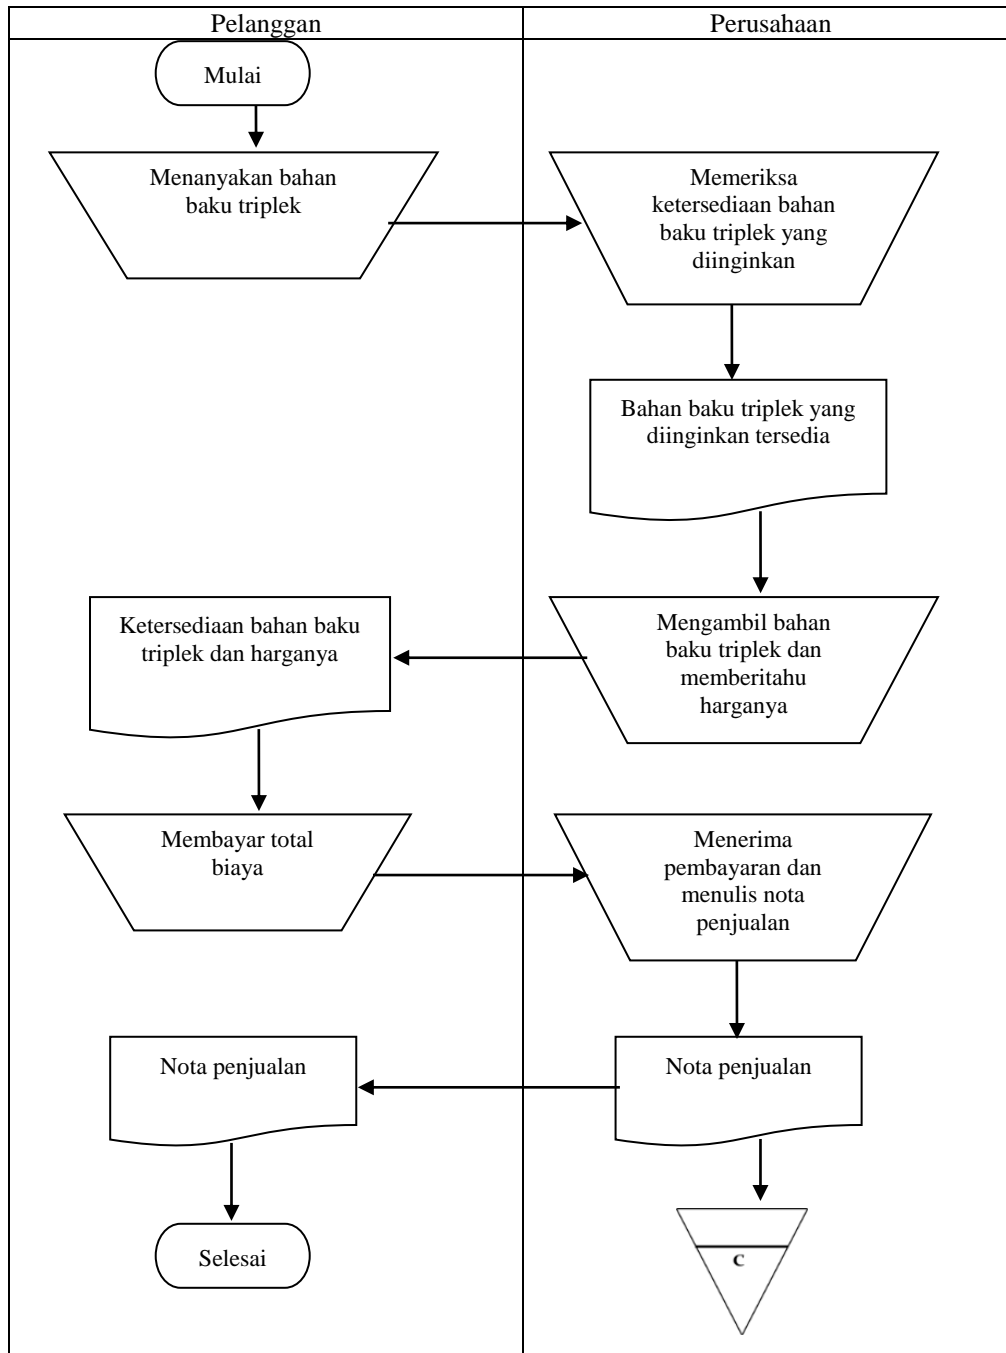 Pelanggan
Perusahaan
Mulai
Menanyakan bahan
baku triplek
Memeriksa
ketersediaan bahan
baku triplek yang
diinginkan
Bahan baku triplek yang
diinginkan tersedia
Ketersediaan bahan baku
triplek dan harganya
Mengambil bahan
baku triplek dan
memberitahu
harganya
Membayar total
biaya
Menerima
pembayaran dan
menulis nota
penjualan
Nota penjualan
Nota penjualan
Selesai
C